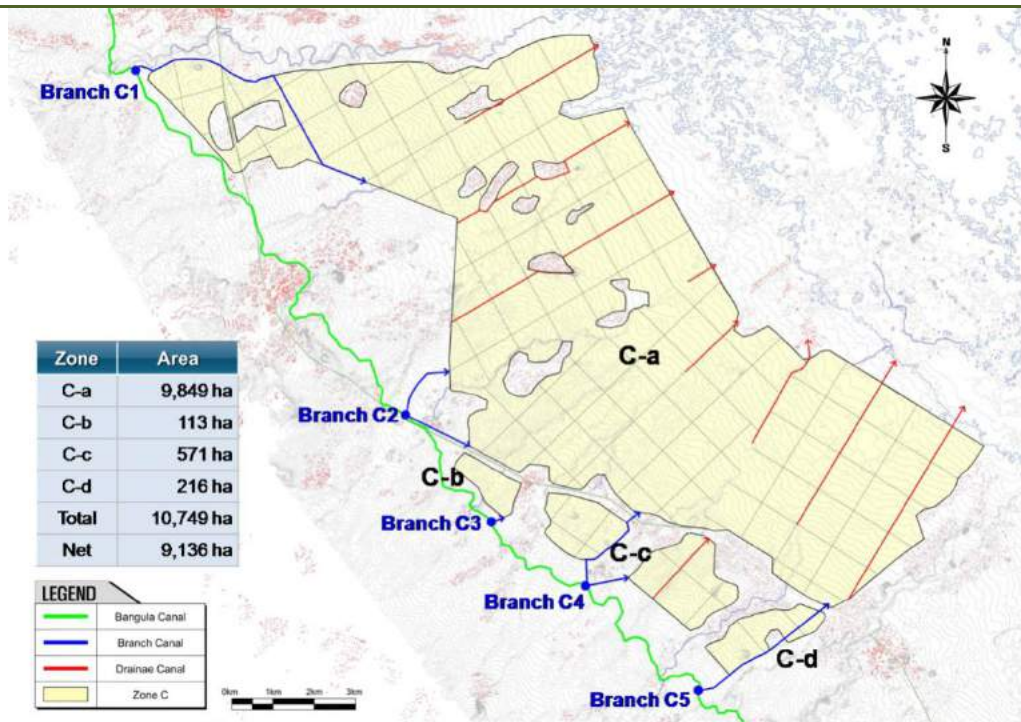 N
S
Branch C1
C-a
Branch C2
C-b
Branch C3
C-c
Branch C4
C-d
Branch C5
Zone Area
C-a 9,849 ha
C-b 113 ha
C-c 571 ha
C-d 216 ha
Total 10,749 ha
Net 9,136 ha
LEGEND
Bangula Canal
Branch Canal
Drainae Canal
Zone C
0km 1km 2km 3km